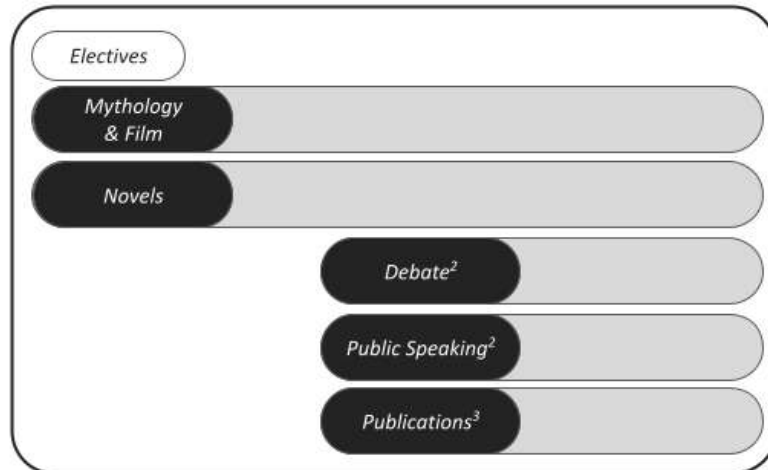 Electives
Mythology
& Film
Novels
Debate²
Public Speaking²
Publications³